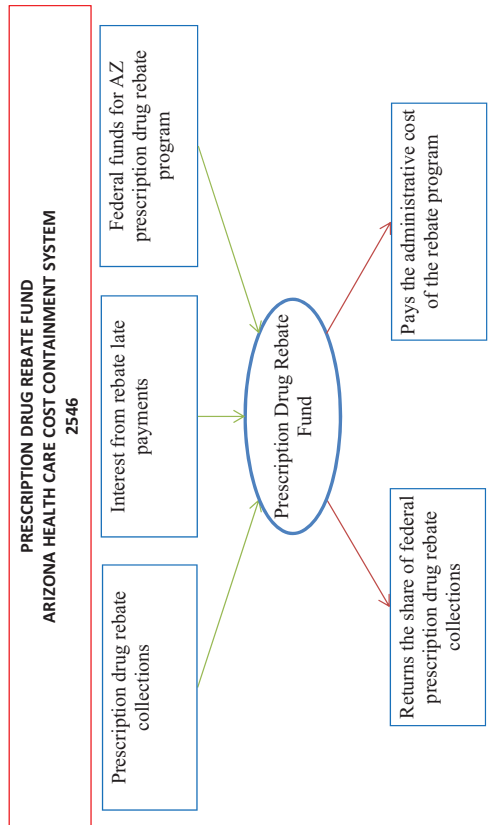 PRESCRIPTION DRUG REBATE FUND
ARIZONA HEALTH CARE COST CONTAINMENT SYSTEM
2546
Prescription drug rebate
collections
Interest from rebate late
payments
Federal funds for AZ
prescription drug rebate
program
Prescription Drug Rebate
Fund
Returns the share of federal
prescription drug rebate
collections
Pays the administrative cost
of the rebate program